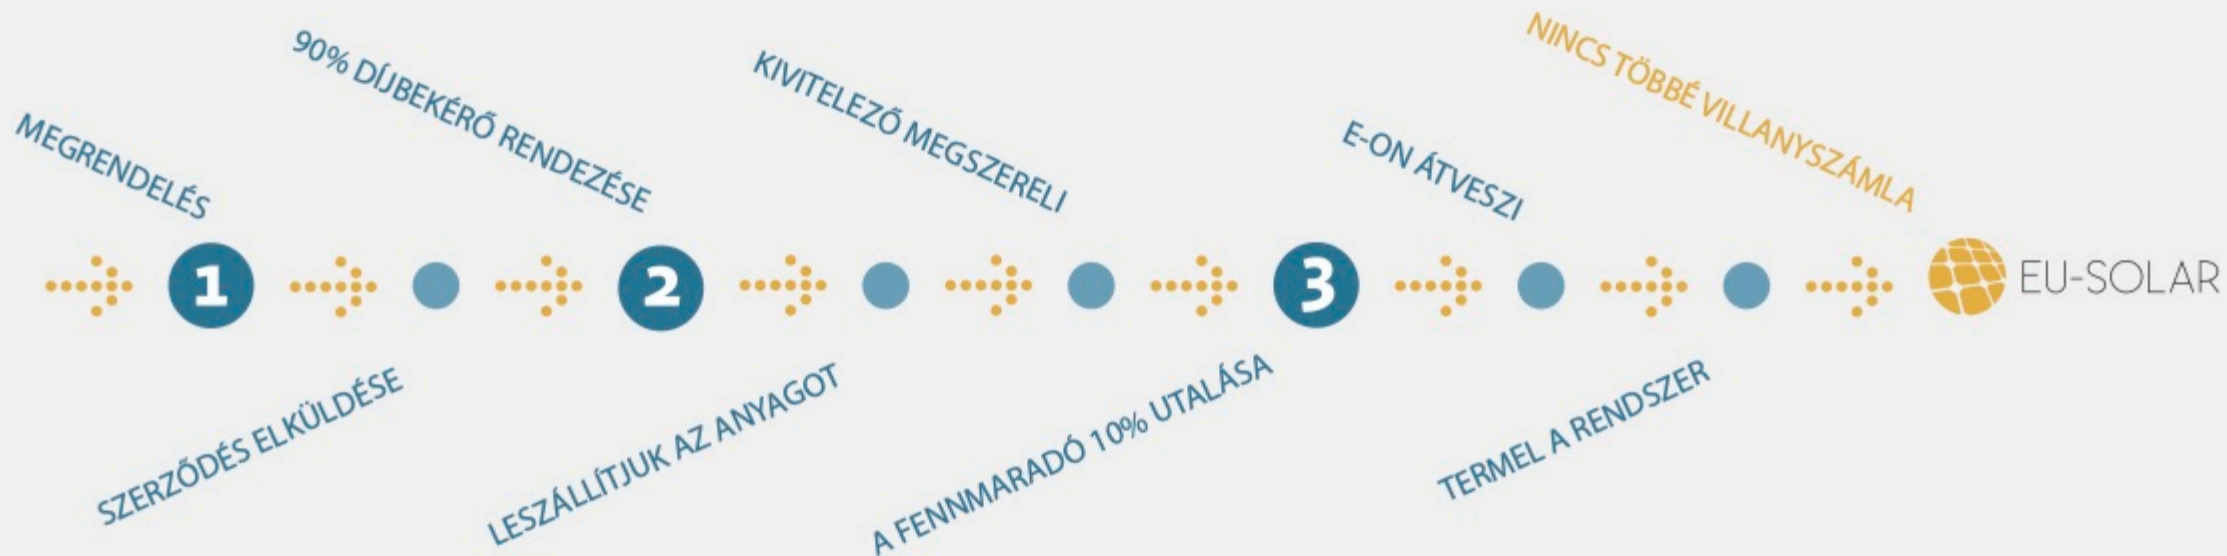 MEGRENDELÉS
1
SZERZŐDÉS ELKÜLDÉSE
90% DÍJBEKÉRŐ RENDEZÉSE
2
LESZÁLLÍTJUK AZ ANYAGOT
KIVITELEZŐ MEGSZERELI
A FENNMARADÓ 10% UTALÁSA
3
E-ON ÁTVESZI
TERMEL A RENDSZER
NINCS TÖBBÉ VILLANYSZÁMLA
EU-SOLAR